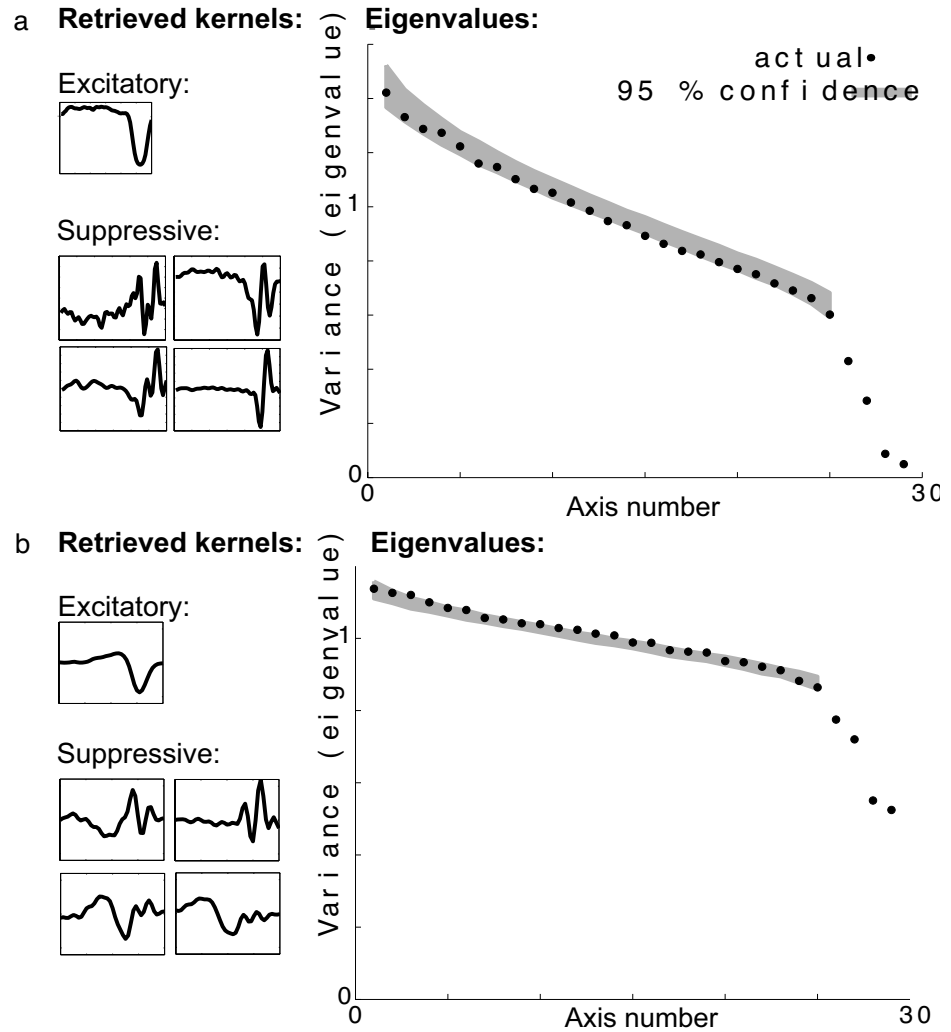 a Retrieved kernels: Eigenvalues:
Excitatory:
Suppressive:
Variance (eigenvalue)
actual
95 % confidence
1
0
0
30
Axis number
b Retrieved kernels: Eigenvalues:
Excitatory:
Suppressive:
Variance (eigenvalue)
1
0
0
30
Axis number